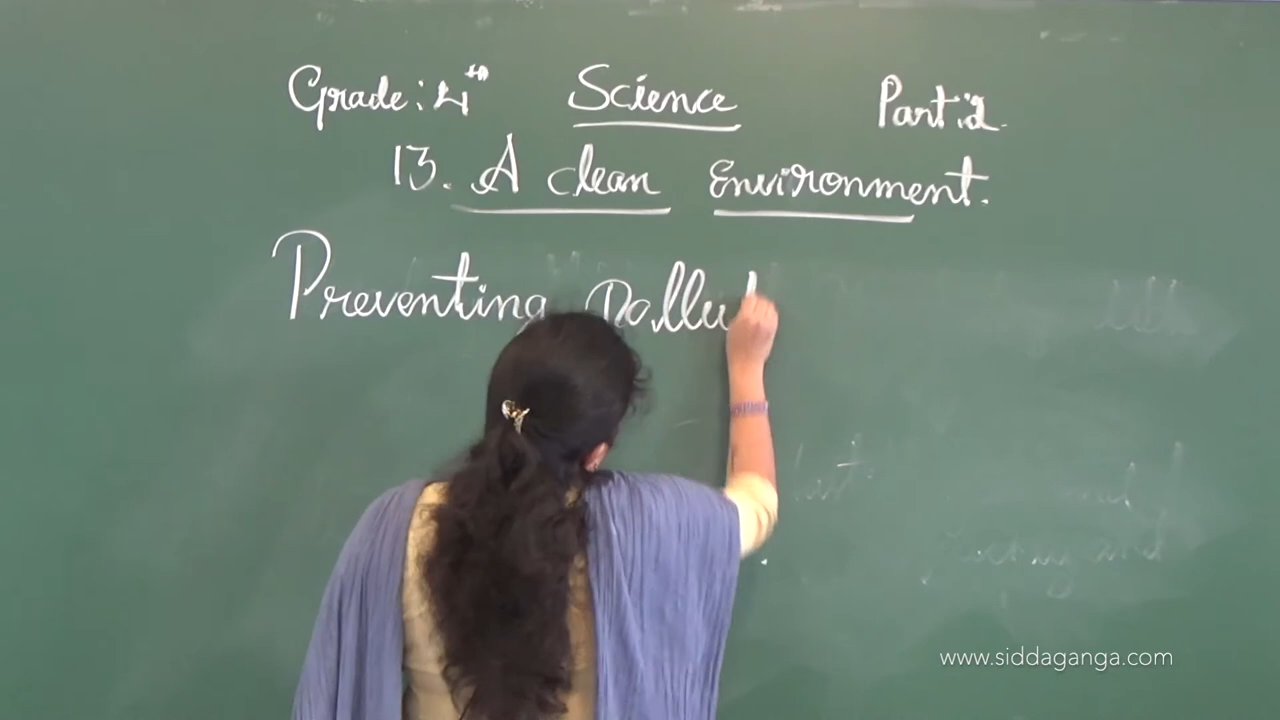 Grade: 4th Science Part:2.
13. A clean Environment.
Preventing Pollut
www.siddaganga.com